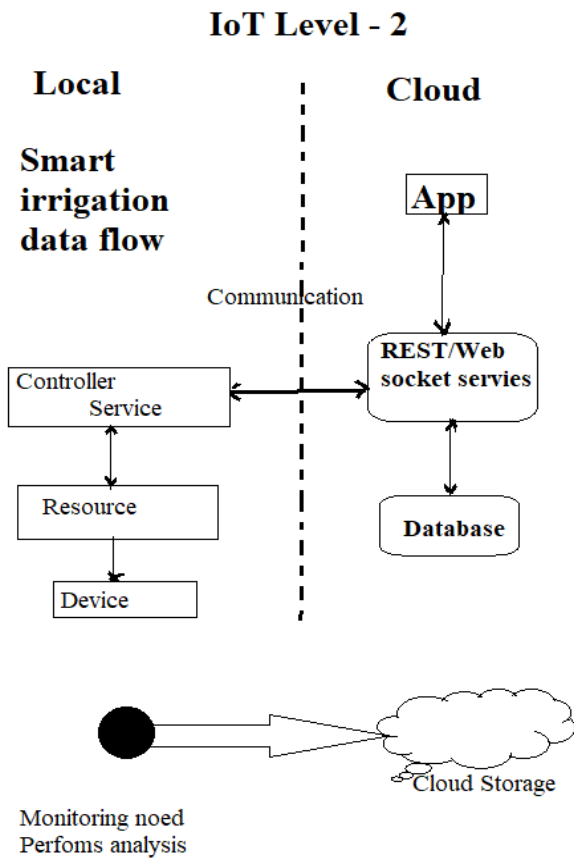 IoT Level - 2
Local
Cloud
Smart
irrigation
data flow
App
Communication
REST/Web
socket servies
Controller
Service
Resource
Database
Device
Cloud Storage
Monitoring noed
Perfoms analysis